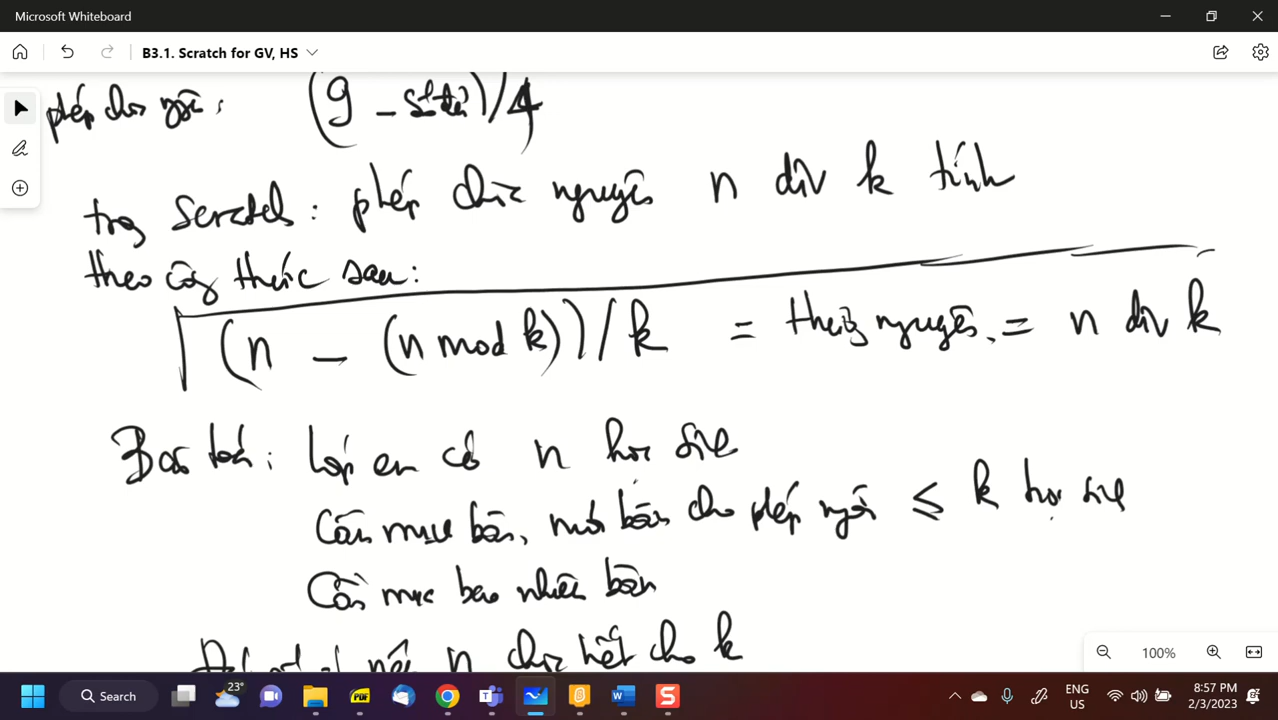 Microsoft Whiteboard
B3.1. Scratch for GV, HS
phép chia nguyên: (9 - số dư)/4
trong Scratch: phép chia nguyên n div k tính
theo công thức sau:
(n - (n mod k))/k = thương nguyên = n div k
Bài toán: Lớp em có n học sinh
Cần mua bàn, mỗi bàn cho phép ngồi ≤ k học sinh
Cần mua bao nhiêu bàn
nếu n chia hết cho k
100%
23°
Search
ENG
US
8:57 PM
2/3/2023